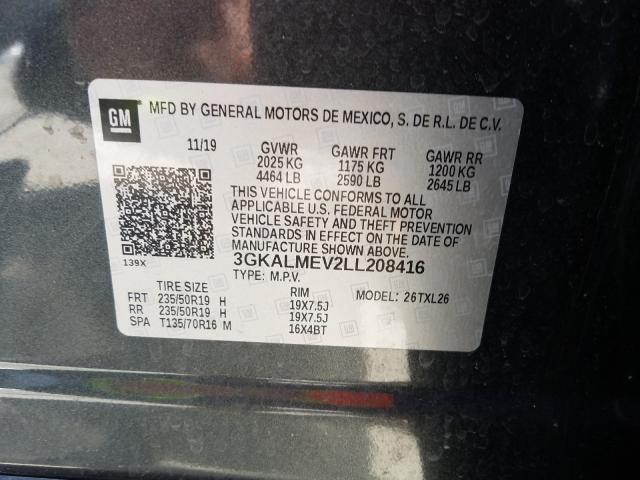 GM MFD BY GENERAL MOTORS DE MEXICO, S. DE R.L. DE C.V.
11/19 GVWR GAWR FRT GAWR RR
2025 KG 1175 KG 1200 KG
4464 LB 2590 LB 2645 LB
THIS VEHICLE CONFORMS TO ALL
APPLICABLE U.S. FEDERAL MOTOR
VEHICLE SAFETY AND THEFT PREVENTION
STANDARDS IN EFFECT ON THE DATE OF
MANUFACTURE SHOWN ABOVE.
139X
3GKALMEV2LL208416
TYPE: M.P.V.
TIRE SIZE RIM MODEL: 26TXL26
FRT 235/50R19 H 19X7.5J
RR 235/50R19 H 19X7.5J
SPA T135/70R16 M 16X4BT